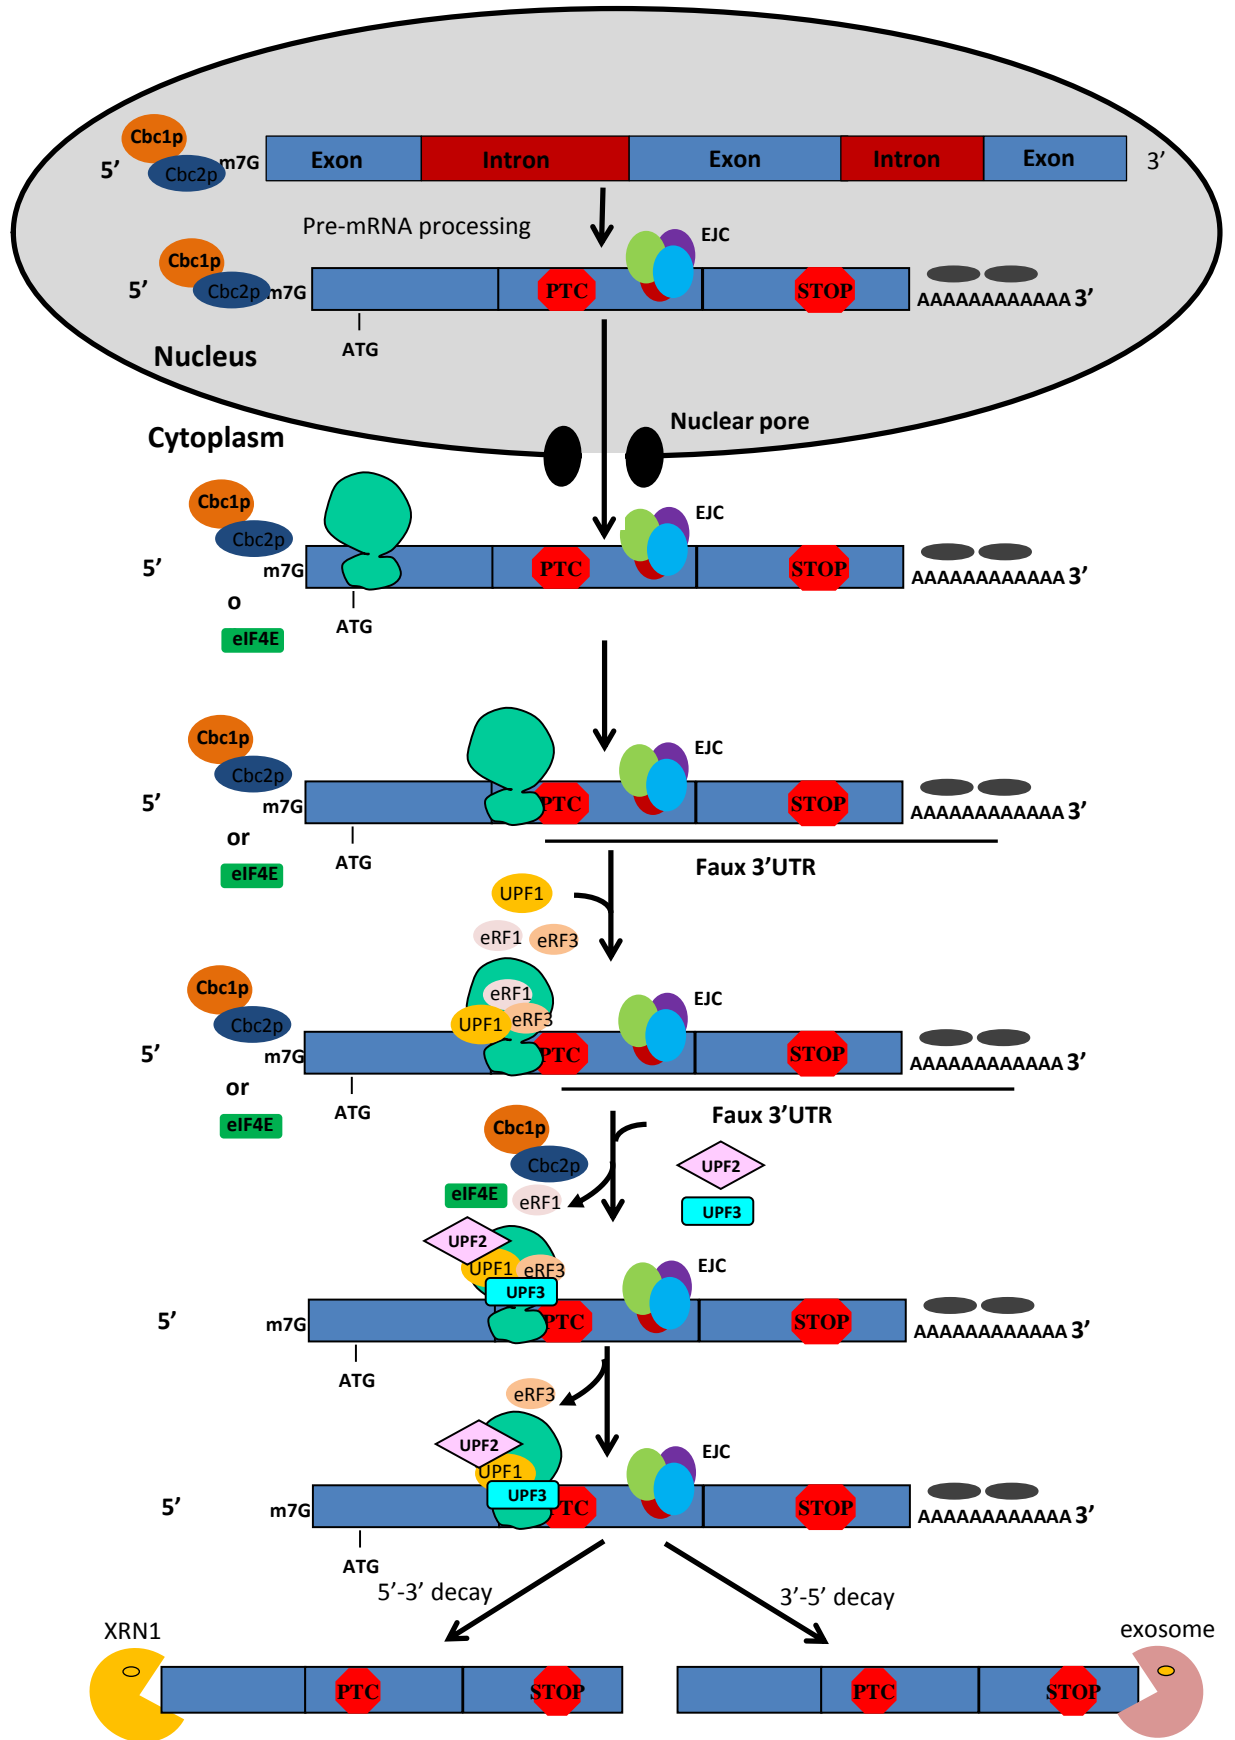 Cbc1p
5’ Cbc2p m7G Exon Intron Exon Intron Exon 3’
Pre-mRNA processing
EJC
Cbc1p
5’ Cbc2p m7G PTC STOP AAAAAAAAAAAA 3’
ATG
Nucleus
Nuclear pore
Cytoplasm
Cbc1p
EJC
Cbc2p
5’ m7G PTC STOP AAAAAAAAAAAA 3’
o
ATG
eIF4E
Cbc1p
EJC
Cbc2p
5’ m7G PTC STOP AAAAAAAAAAAA 3’
or
ATG
eIF4E
Faux 3’UTR
UPF1
eRF1 eRF3
Cbc1p
eRF1
EJC
Cbc2p
UPF1 eRF3
5’ m7G PTC STOP AAAAAAAAAAAA 3’
or
ATG
eIF4E
Faux 3’UTR
Cbc1p
Cbc2p
UPF2
eIF4E eRF1
UPF3
UPF2
UPF1 eRF3
EJC
UPF3
5’ m7G PTC STOP AAAAAAAAAAAA 3’
ATG
eRF3
UPF2
EJC
UPF1
UPF3
5’ m7G PTC STOP AAAAAAAAAAAA 3’
ATG
5’-3’ decay
3’-5’ decay
XRN1
exosome
PTC STOP
PTC STOP